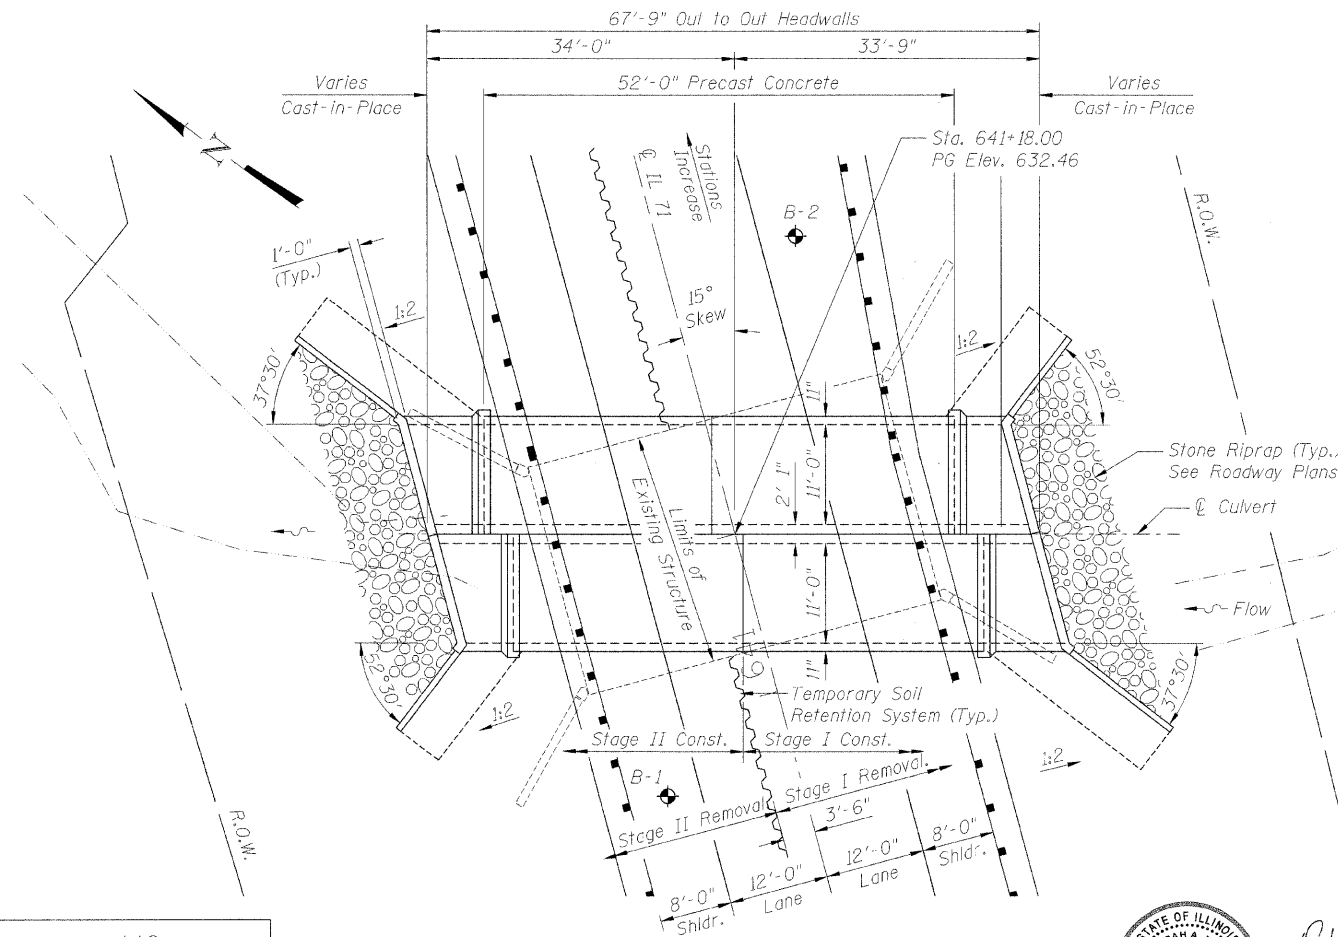 67'-9" Out to Out Headwalls
34'-0"
33'-9"
Varies
Cast-in-Place
52'-0" Precast Concrete
Varies
Cast-in-Place
N
Sta. 641+18.00
PG Elev. 632.46
Stations
Increase
℄ IL 71
B-2
R.O.W.
1'-0"
(Typ.)
1:2
15°
Skew
1:2
37°30'
52°30'
11"
11'-0"
2' 1"
Stone Riprap (Typ.)
See Roadway Plans
℄ Culvert
Limits of
Existing Structure
11'-0"
Flow
11"
52°30'
37°30'
Temporary Soil
Retention System (Typ.)
1:2
Stage II Const.
Stage I Const.
1:2
B-1
Stage I Removal
Stage II Removal
3'-6"
R.O.W.
8'-0"
Shldr.
12'-0"
Lane
12'-0"
Lane
8'-0"
Shldr.
STATE OF ILLINOIS